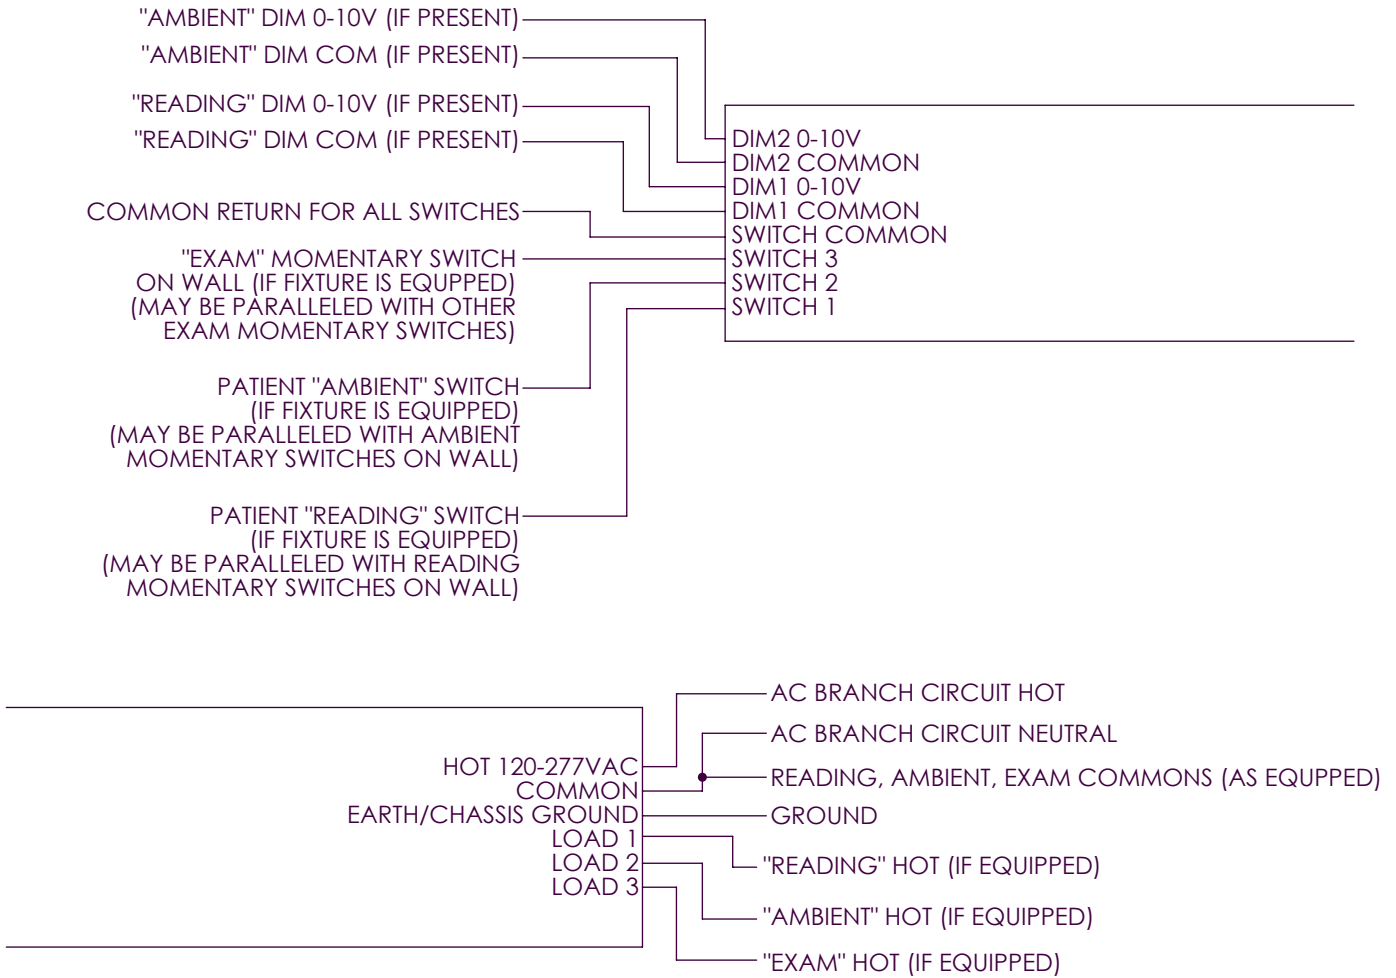 "AMBIENT" DIM 0-10V (IF PRESENT)
"AMBIENT" DIM COM (IF PRESENT)
"READING" DIM 0-10V (IF PRESENT)
"READING" DIM COM (IF PRESENT)
COMMON RETURN FOR ALL SWITCHES
"EXAM" MOMENTARY SWITCH
ON WALL (IF FIXTURE IS EQUPPED)
(MAY BE PARALLELED WITH OTHER
EXAM MOMENTARY SWITCHES)
PATIENT "AMBIENT" SWITCH
(IF FIXTURE IS EQUIPPED)
(MAY BE PARALLELED WITH AMBIENT
MOMENTARY SWITCHES ON WALL)
PATIENT "READING" SWITCH
(IF FIXTURE IS EQUIPPED)
(MAY BE PARALLELED WITH READING
MOMENTARY SWITCHES ON WALL)
DIM2 0-10V
DIM2 COMMON
DIM1 0-10V
DIM1 COMMON
SWITCH COMMON
SWITCH 3
SWITCH 2
SWITCH 1
HOT 120-277VAC
COMMON
EARTH/CHASSIS GROUND
LOAD 1
LOAD 2
LOAD 3
AC BRANCH CIRCUIT HOT
AC BRANCH CIRCUIT NEUTRAL
READING, AMBIENT, EXAM COMMONS (AS EQUPPED)
GROUND
"READING" HOT (IF EQUIPPED)
"AMBIENT" HOT (IF EQUIPPED)
"EXAM" HOT (IF EQUIPPED)